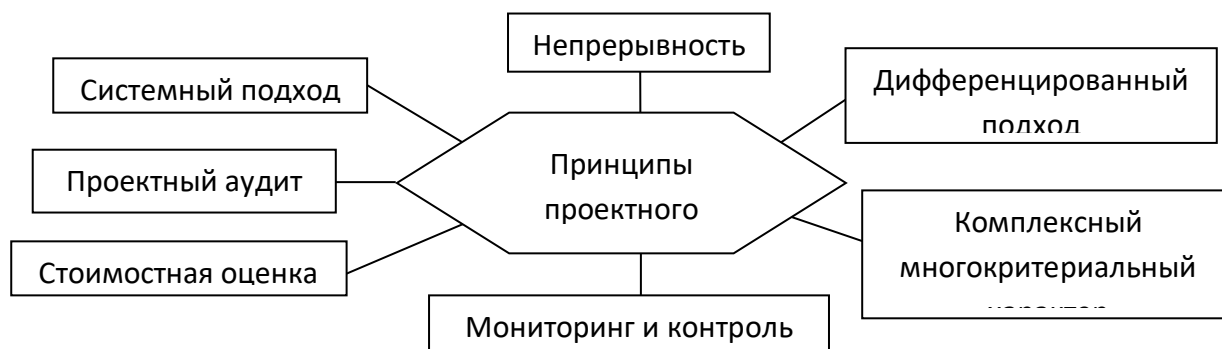 Непрерывность
Системный подход
Дифференцированный
подход
Проектный аудит
Принципы
проектного
Стоимостная оценка
Комплексный
многокритериальный
Мониторинг и контроль